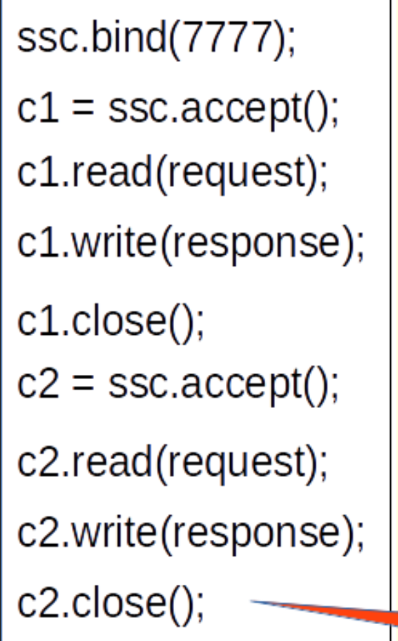 ssc.bind(7777);
c1 = ssc.accept();
c1.read(request);
c1.write(response);
c1.close();
c2 = ssc.accept();
c2.read(request);
c2.write(response);
c2.close();